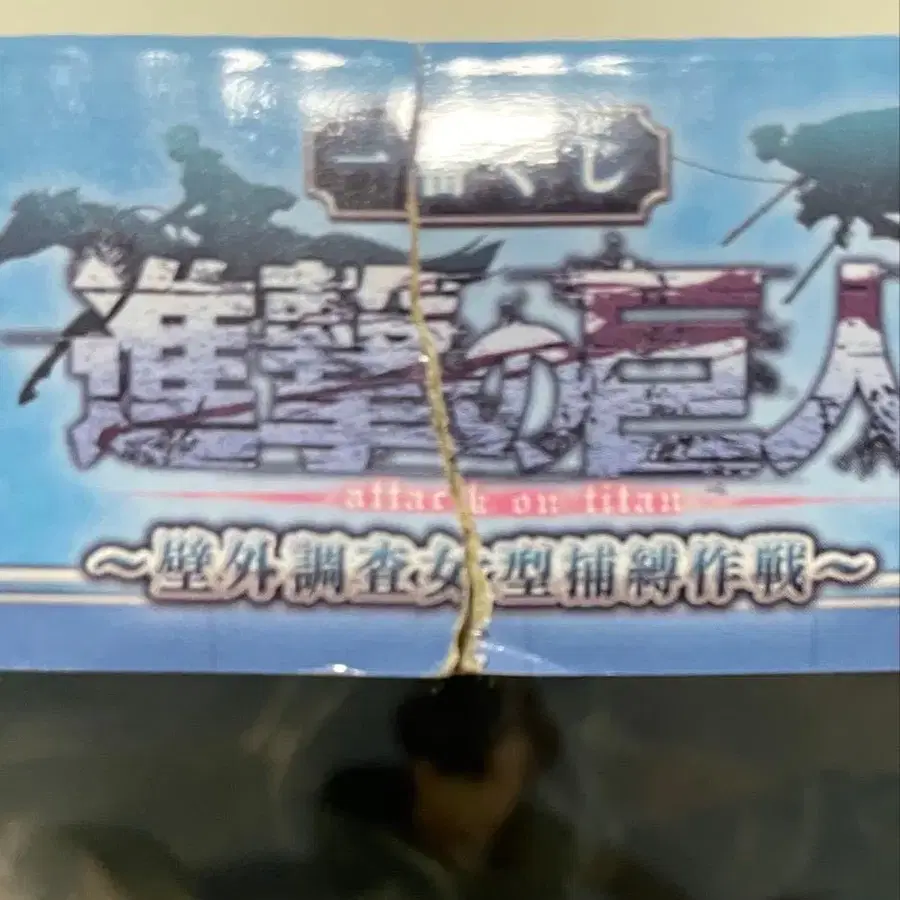 一番くじ
進撃の巨人
attack on titan
～壁外調査女型捕縛作戦～